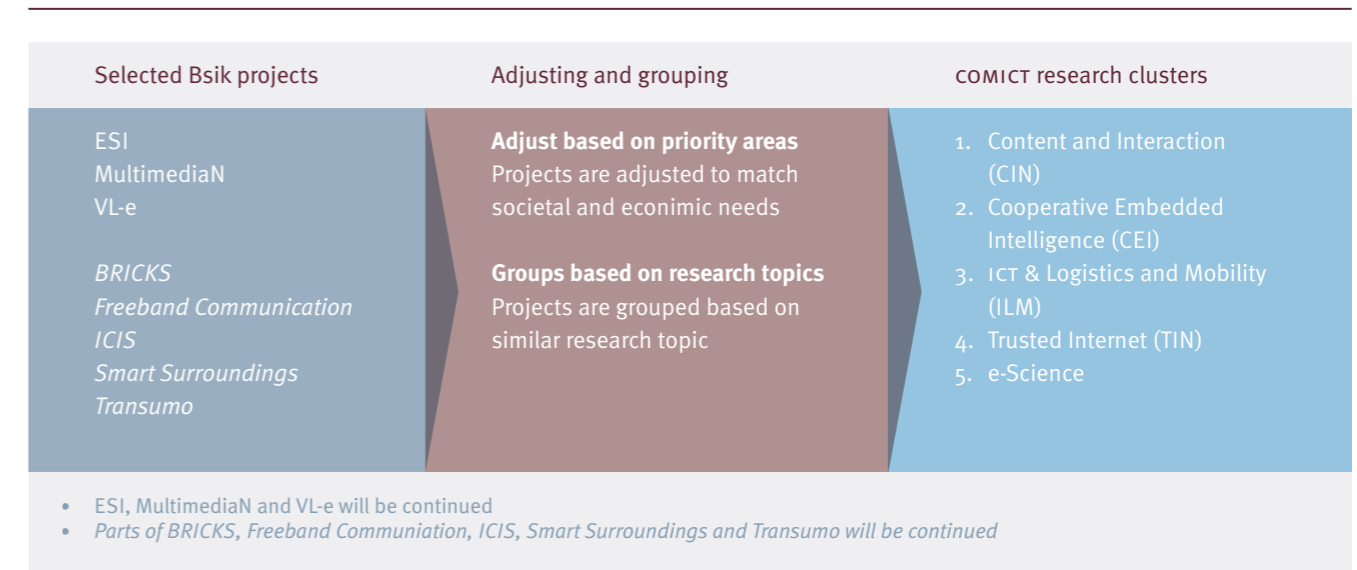 Selected Bsik projects
ESI
MultimediaN
VL-e
BRICKS
Freeband Communication
ICIS
Smart Surroundings
Transumo
Adjusting and grouping
Adjust based on priority areas
Projects are adjusted to match
societal and econimic needs
Groups based on research topics
Projects are grouped based on
similar research topic
COMICT research clusters
1. Content and Interaction
(CIN)
2. Cooperative Embedded
Intelligence (CEI)
3. ICT & Logistics and Mobility
(ILM)
4. Trusted Internet (TIN)
5. e-Science
• ESI, MultimediaN and VL-e will be continued
• Parts of BRICKS, Freeband Communiation, ICIS, Smart Surroundings and Transumo will be continued